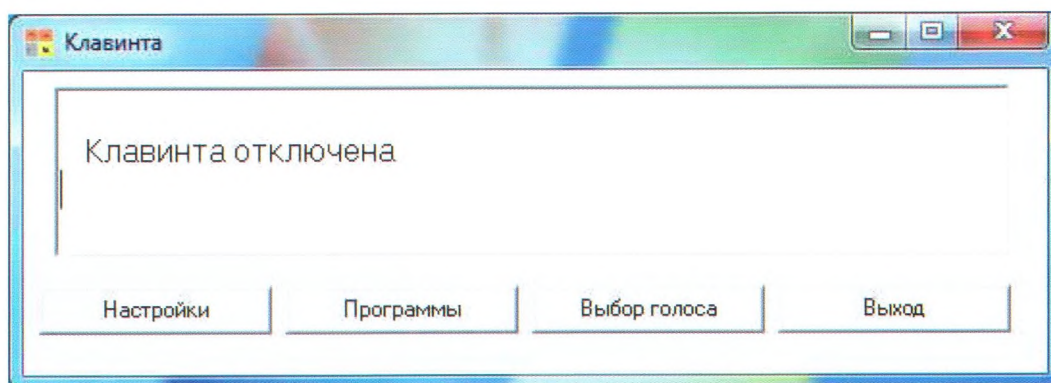 Клавинта
Клавинта отключена
Настройки Программы Выбор голоса Выход